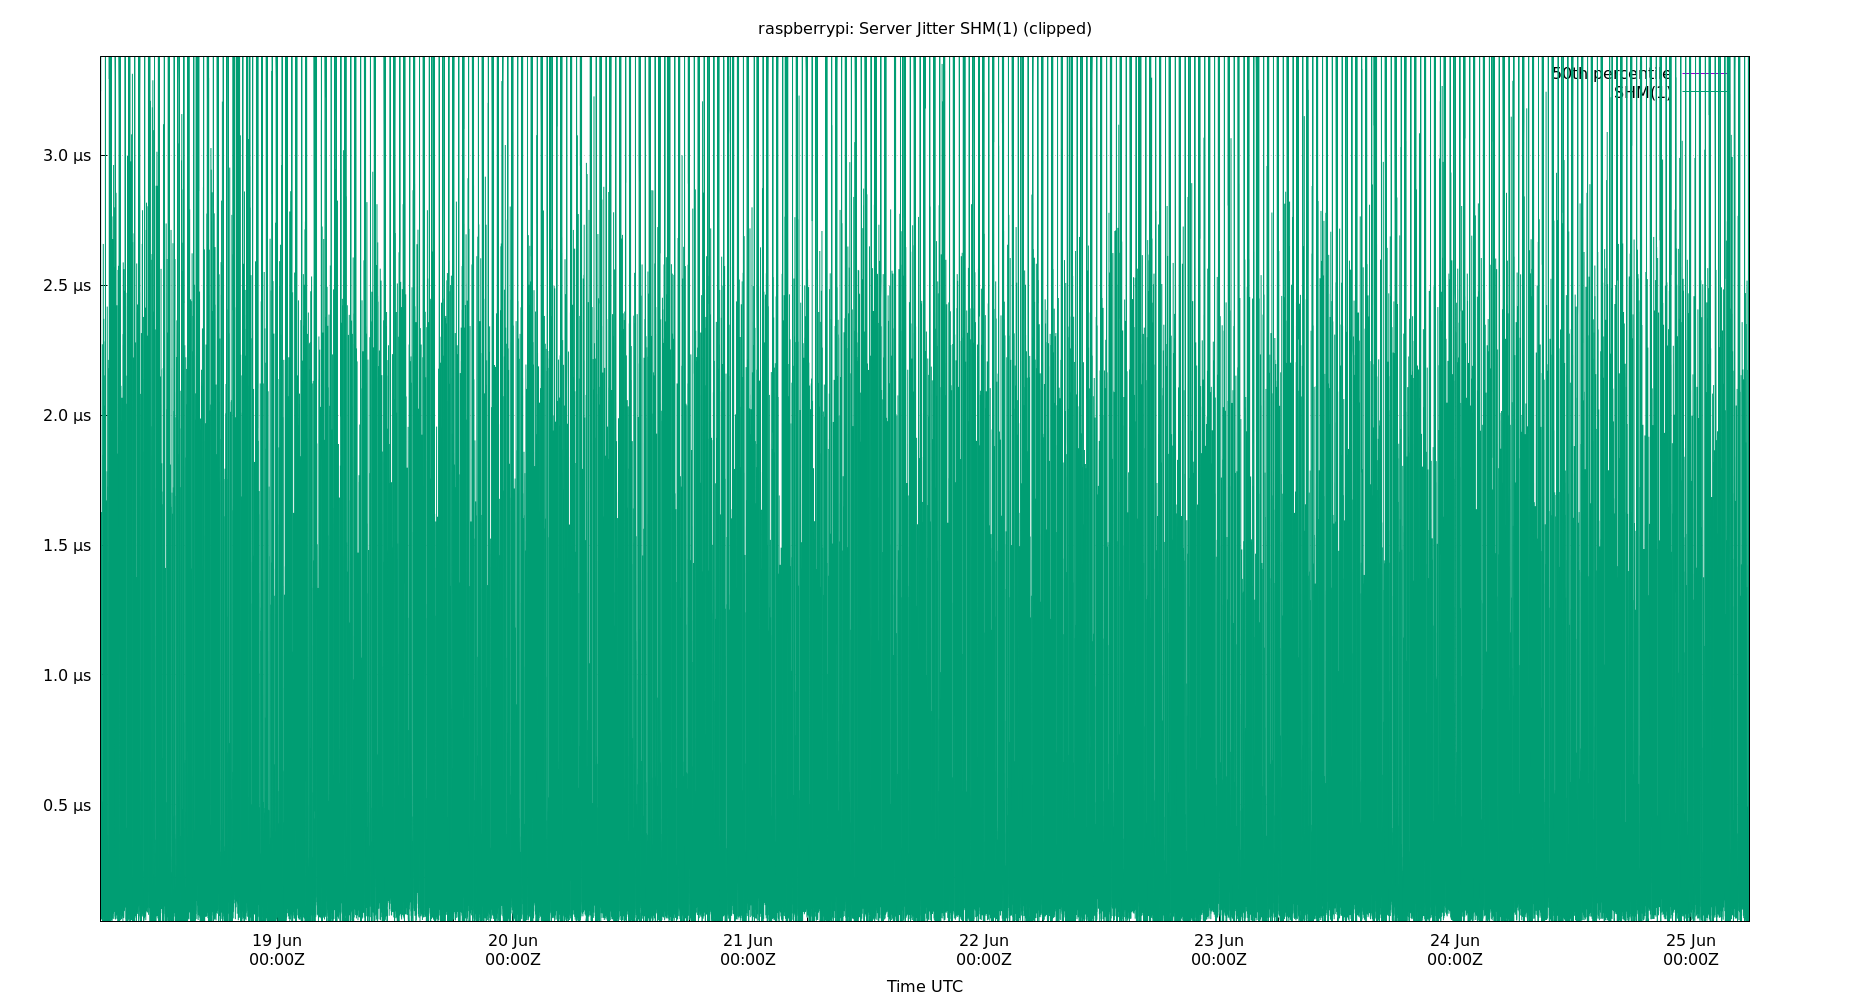 raspberrypi: Server Jitter SHM(1) (clipped)
50th percentile
SHM(1)
3.0 µs
2.5 µs
2.0 µs
1.5 µs
1.0 µs
0.5 µs
19 Jun 20 Jun 21 Jun 22 Jun 23 Jun 24 Jun 25 Jun
00:00Z 00:00Z 00:00Z 00:00Z 00:00Z 00:00Z 00:00Z
Time UTC